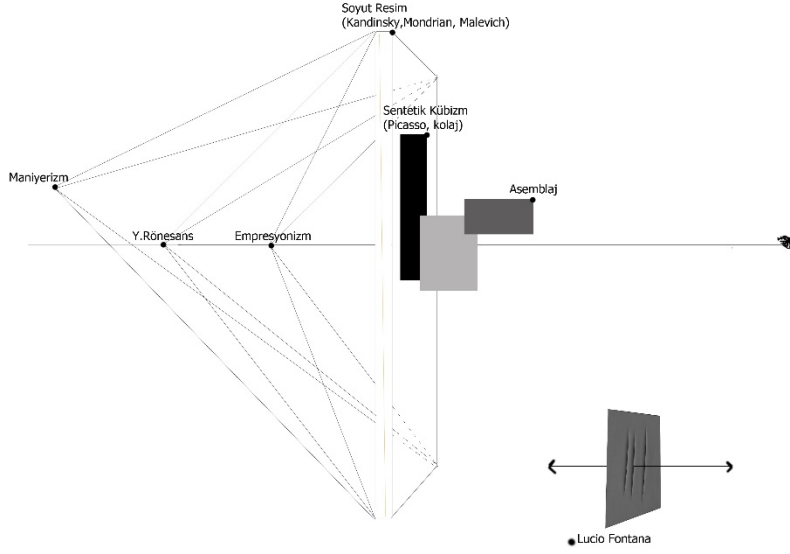 Soyut Resim
(Kandinsky,Mondrian, Malevich)
Sentetik Kübizm
(Picasso, kolaj)
Maniyerizm
Asemblaj
Y.Rönesans
Empresyonizm
Lucio Fontana